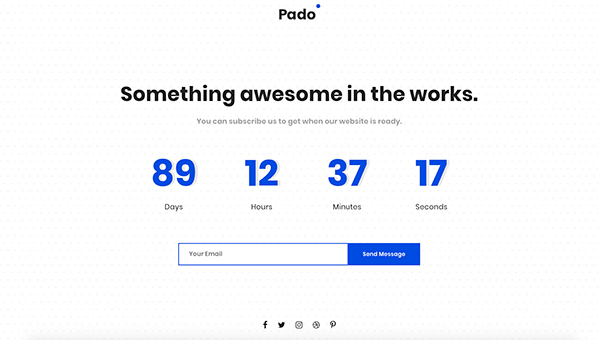 Pado
Something awesome in the works.
You can subscribe us to get when our website is ready.
89 12 37 17
Days Hours Minutes Seconds
Your Email Send Message